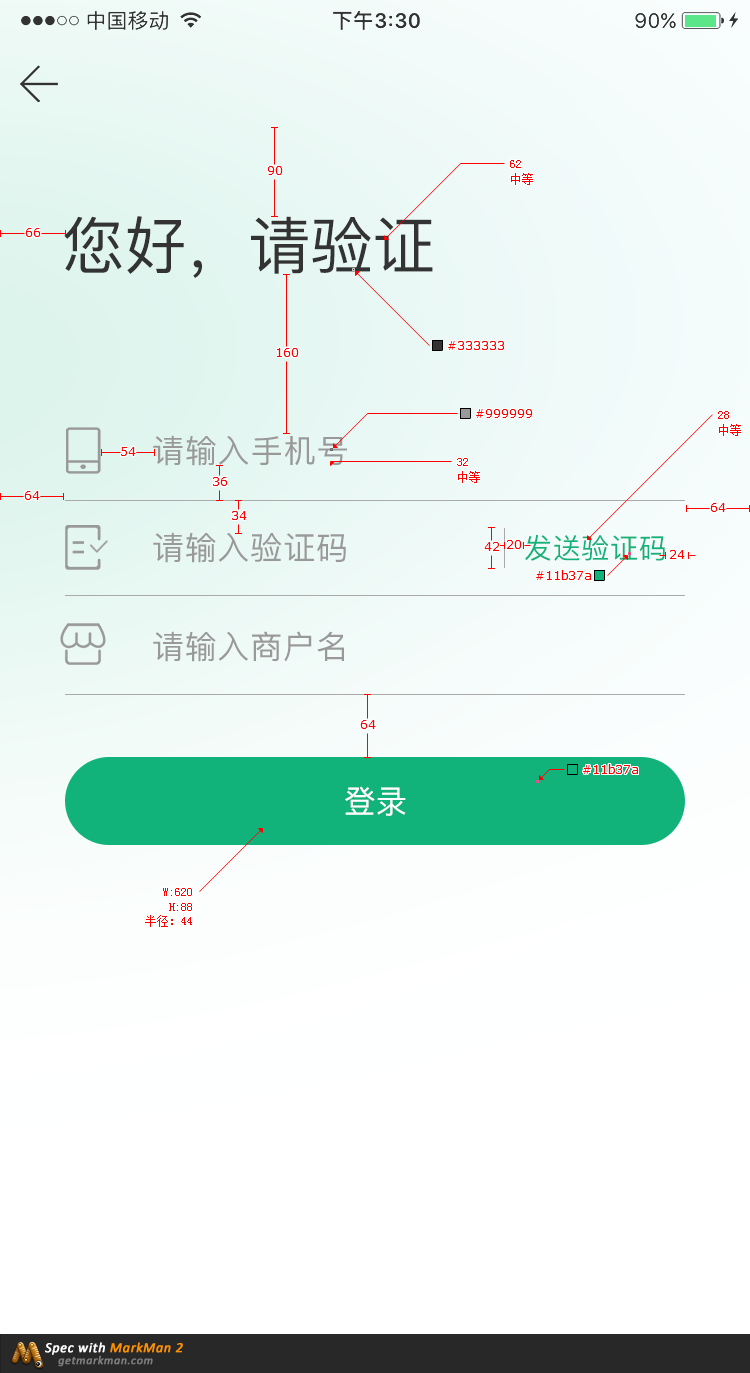 中国移动 下午3:30 90%
90
62
中等
66
您好，请验证
#333333
160
#999999
28
中等
请输入手机号
54
32
中等
36
64
64
34
请输入验证码
42
20
发送验证码
24
#11b37a
请输入商户名
64
#11b37a
登录
W:620
H:88
半径：44
Spec with MarkMan 2
getmarkman.com